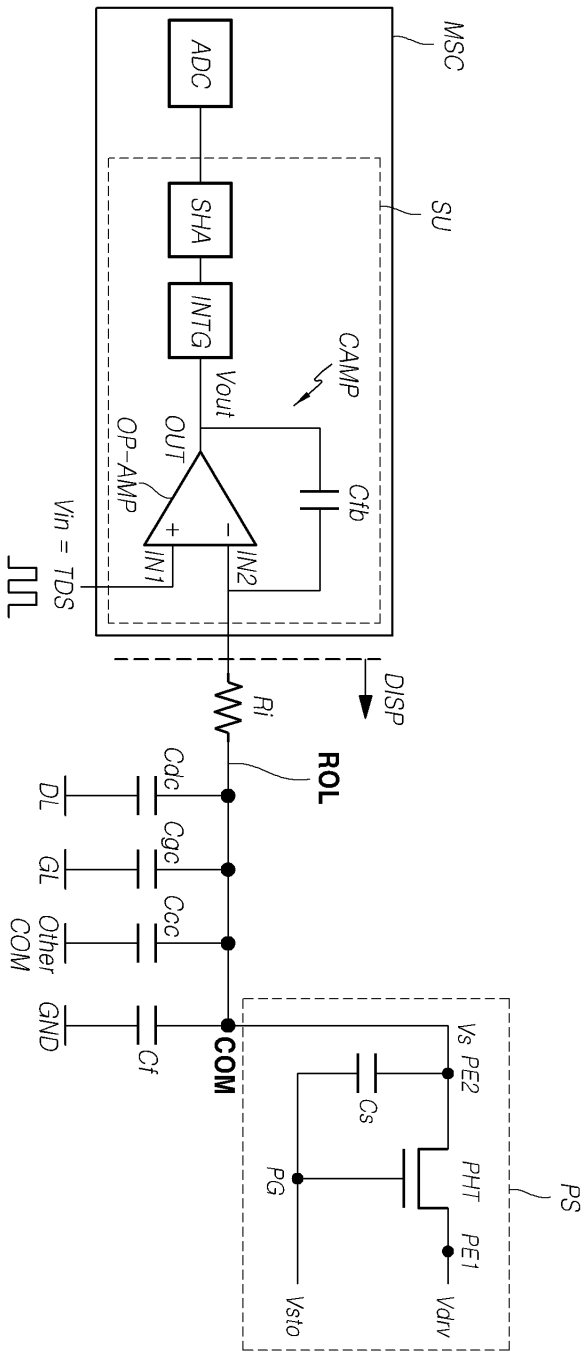 MSC
SU
ADC
SHA
INTG
CAMP
Vout
OUT
OP-AMP
Cfb
IN2
IN1
−
+
Vin = TDS
DISP
Ri
ROL
Cdc
Cgc
Ccc
Cf
DL
GL
Other
COM
GND
COM
PS
Vs
PE2
PHT
PE1
Cs
PG
Vsto
Vdrv